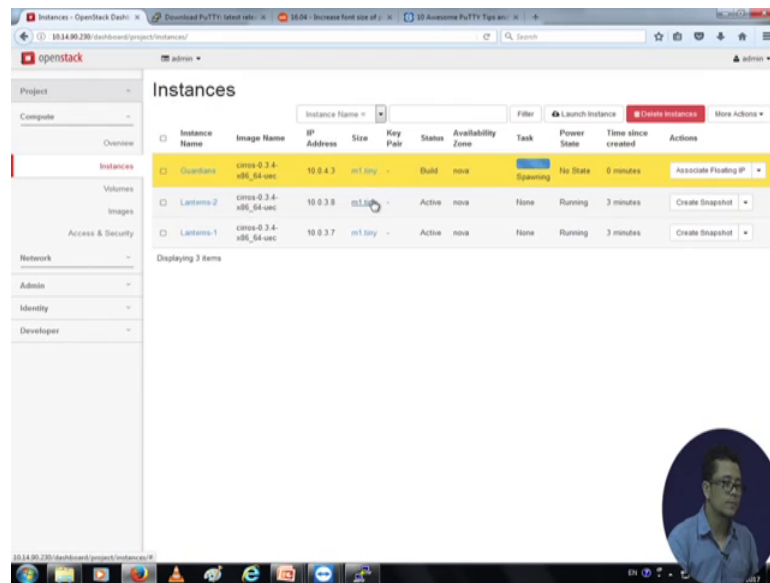 Instances - OpenStack Dashb
Download PuTTY: latest rele
16.04 - Increase font size of
10 Awesome PuTTY Tips an
10.14.90.230/dashboard/project/instances/
Search
openstack
admin
admin
Project
Compute
Overview
Instances
Volumes
Images
Access & Security
Network
Admin
Identity
Developer
Instances
Instance Name =
Filter
Launch Instance
Delete Instances
More Actions
Instance Name
Image Name
IP Address
Size
Key Pair
Status
Availability Zone
Task
Power State
Time since created
Actions
Guardians
cirros-0.3.4-x86_64-uec
10.0.4.3
m1.tiny
-
Build
nova
Spawning
No State
0 minutes
Associate Floating IP
Lanterns-2
cirros-0.3.4-x86_64-uec
10.0.3.8
m1.tiny
-
Active
nova
None
Running
3 minutes
Create Snapshot
Lanterns-1
cirros-0.3.4-x86_64-uec
10.0.3.7
m1.tiny
-
Active
nova
None
Running
3 minutes
Create Snapshot
Displaying 3 items
10.14.90.230/dashboard/project/instances/#
EN